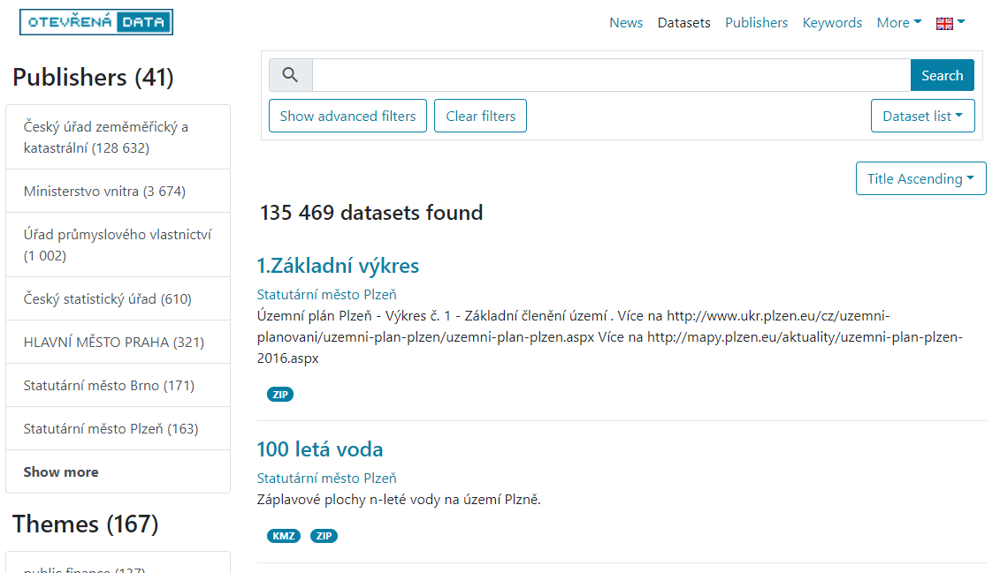 OTEVŘENÁ DATA
News Datasets Publishers Keywords More
Publishers (41)
Český úřad zeměměřický a
katastrální (128 632)
Ministerstvo vnitra (3 674)
Úřad průmyslového vlastnictví
(1 002)
Český statistický úřad (610)
HLAVNÍ MĚSTO PRAHA (321)
Statutární město Brno (171)
Statutární město Plzeň (163)
Show more
Themes (167)
public finance (137)
Search
Show advanced filters Clear filters Dataset list
Title Ascending
135 469 datasets found
1.Základní výkres
Statutární město Plzeň
Územní plán Plzeň - Výkres č. 1 - Základní členění území . Více na http://www.ukr.plzen.eu/cz/uzemni-
planovani/uzemni-plan-plzen/uzemni-plan-plzen.aspx Více na http://mapy.plzen.eu/aktuality/uzemni-plan-plzen-
2016.aspx
ZIP
100 letá voda
Statutární město Plzeň
Záplavové plochy n-leté vody na území Plzně.
KMZ ZIP